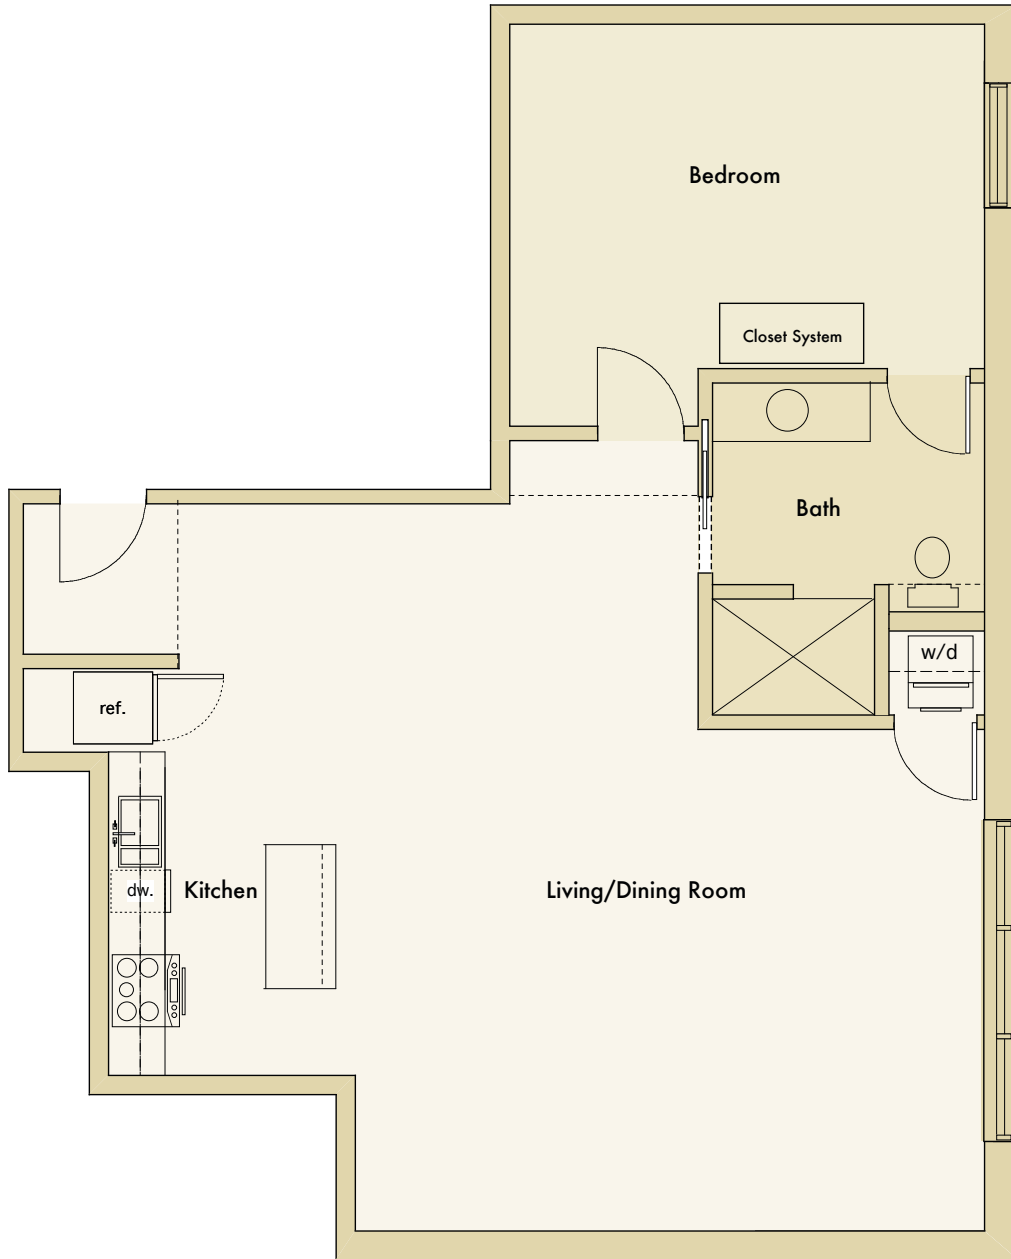 Bedroom
Closet System
Bath
w/d
ref.
dw.
Kitchen
Living/Dining Room